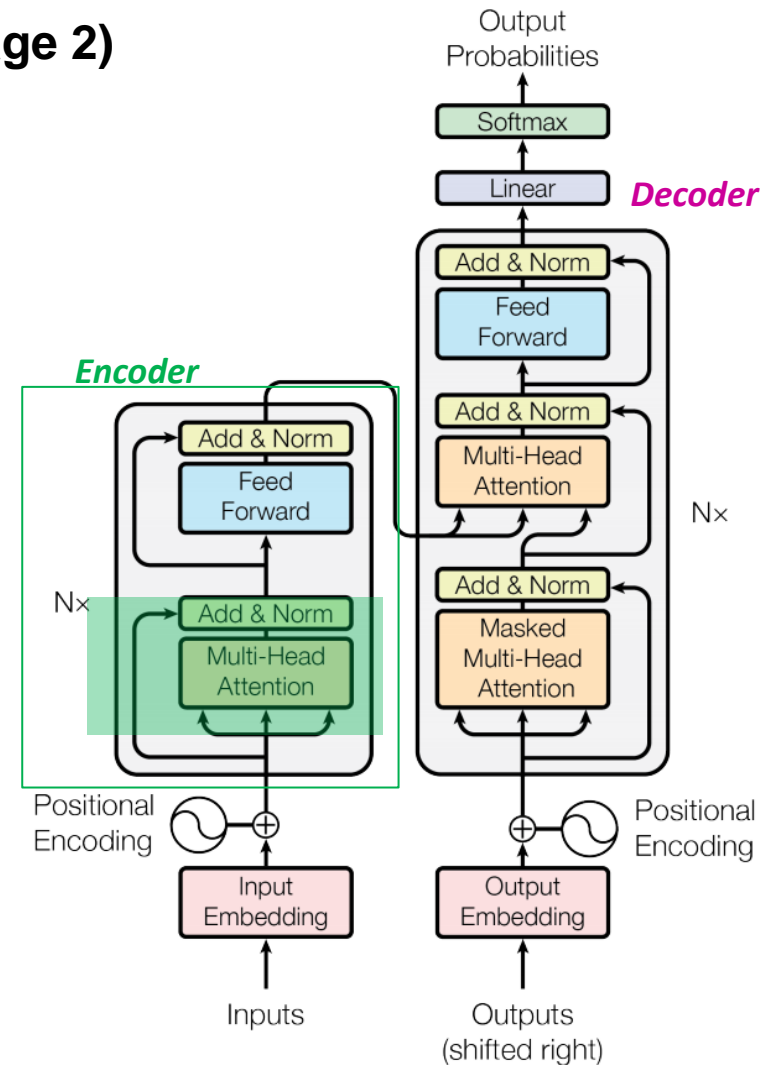 ge 2)
Output
Probabilities
Softmax
Linear
Decoder
Add & Norm
Feed
Forward
Add & Norm
Multi-Head
Attention
Nx
Add & Norm
Masked
Multi-Head
Attention
Positional
Encoding
Output
Embedding
Outputs
(shifted right)
Encoder
Add & Norm
Feed
Forward
Nx
Add & Norm
Multi-Head
Attention
Positional
Encoding
Input
Embedding
Inputs